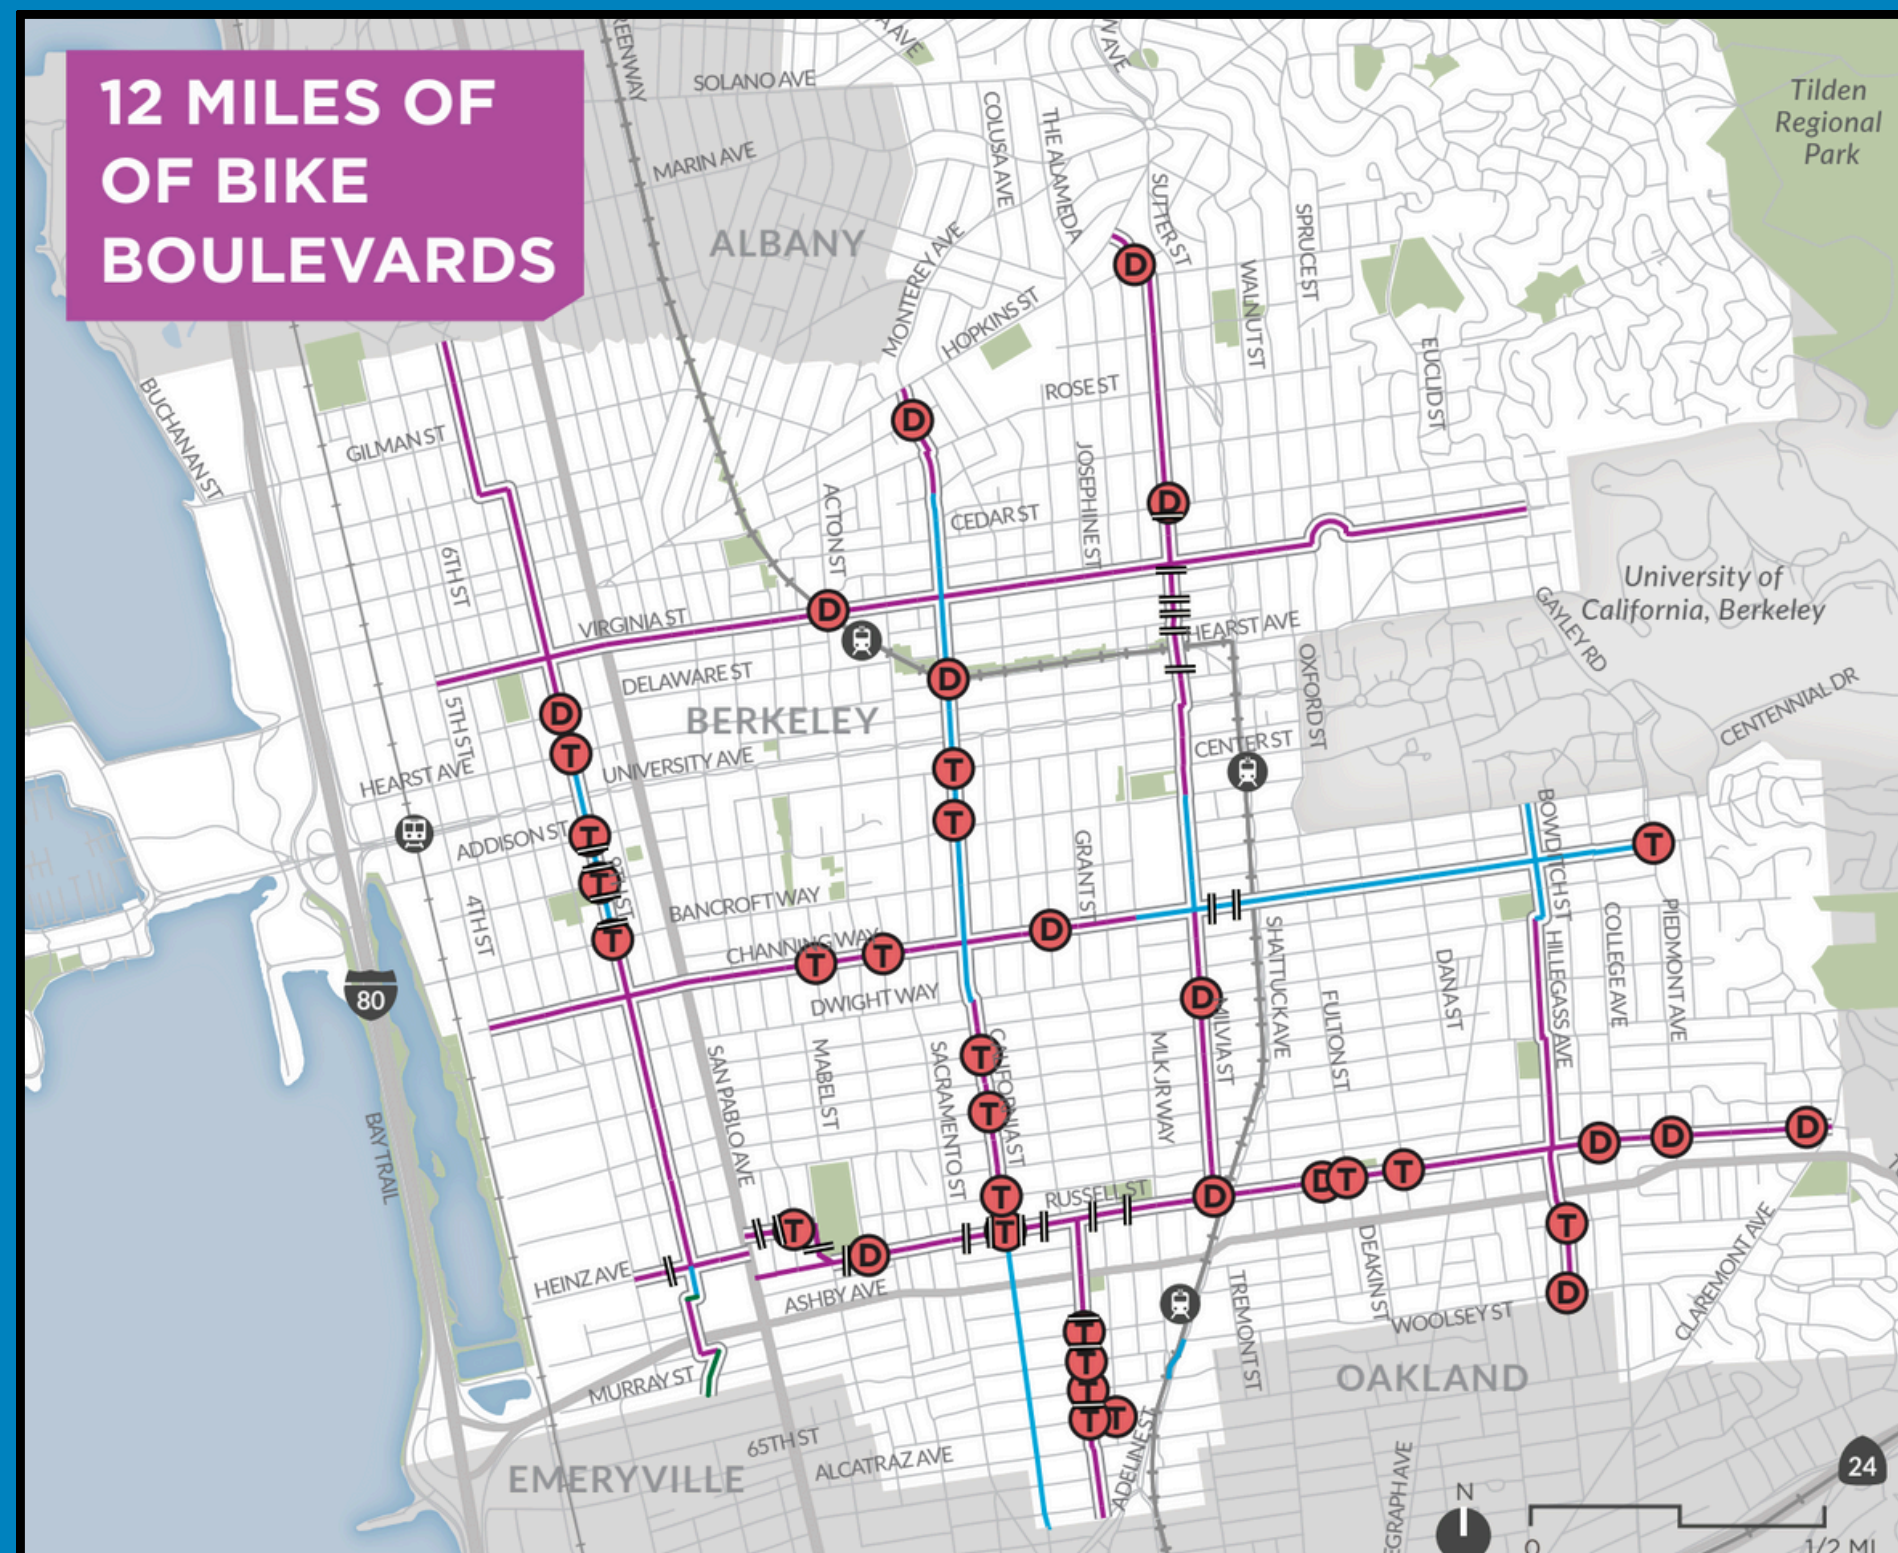 12 MILES OF
OF BIKE
BOULEVARDS
SOLANO AVE
MARIN AVE
COLUSA AVE
THE ALAMEDA
SUTTER ST
SPRUCE ST
WALNUT ST
EUCLID ST
Tilden
Regional
Park
ALBANY
MONTEREY AVE
HOPKINS ST
ROSE ST
D
D
BUCHANAN ST
GILMAN ST
ACTON ST
CEDAR ST
JOSEPHINE ST
D
6TH ST
VIRGINIA ST
D
HEARST AVE
University of
California, Berkeley
GAYLEY RD
DELAWARE ST
D
OXFORD ST
CENTENNIAL DR
5TH ST
D
BERKELEY
T
HEARST AVE
UNIVERSITY AVE
T
CENTER ST
T
ADDISON ST
T
GRANT ST
BOWDITCH ST
T
T
BANCROFT WAY
4TH ST
T
CHANNING WAY
T
T
D
SHATTUCK AVE
HILLEGASS AVE
COLLEGE AVE
PIEDMONT AVE
DANA ST
80
DWIGHT WAY
D
MILVIA ST
FULTON ST
SAN PABLO AVE
MABEL ST
SACRAMENTO ST
CALIFORNIA ST
T
T
MLK JR WAY
BAY TRAIL
T
RUSSELL ST
D
D
T
T
D
D
D
T
T
D
T
HEINZ AVE
ASHBY AVE
D
T
T
T
T
T
TREMONT ST
DEAKIN ST
WOOLSEY ST
CLAREMONT AVE
MURRAY ST
OAKLAND
65TH ST
ALCATRAZ AVE
ADELINE ST
EMERYVILLE
24
N
0
1/2 MI